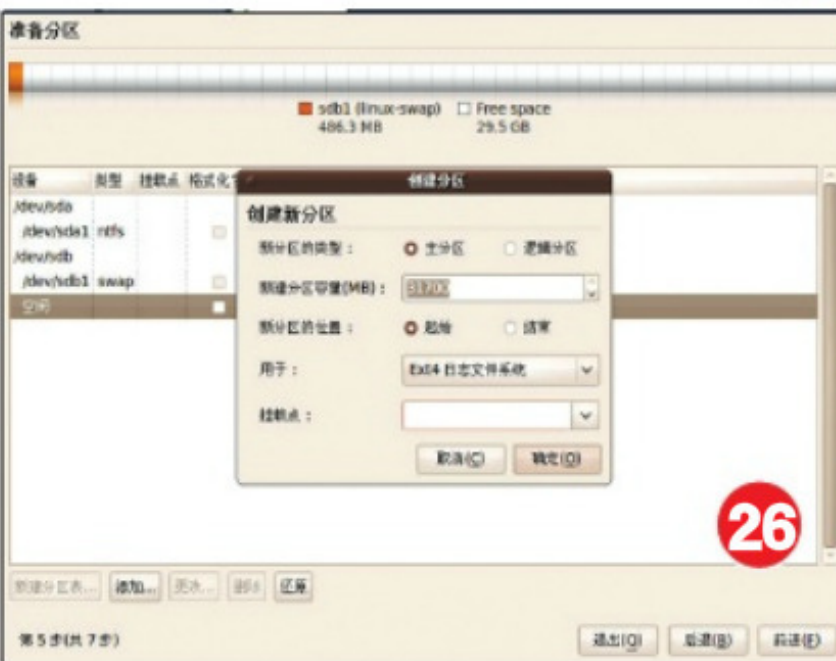 准备分区
sdb1 (linux-swap) Free space
486.3 MB 29.5 GB
设备 类型 挂载点 格式化?
创建分区
/dev/sda
/dev/sda1 ntfs
/dev/sdb
/dev/sdb1 swap
空闲
创建新分区
新分区的类型： 主分区 逻辑分区
新建分区容量(MB)：
新分区的位置： 起始 结束
用于： Ext4 日志文件系统
挂载点：
取消(C) 确定(O)
26
新建分区表... 添加... 更改... 删除 还原
第 5 步(共 7 步) 退出(Q) 后退(B) 前进(F)